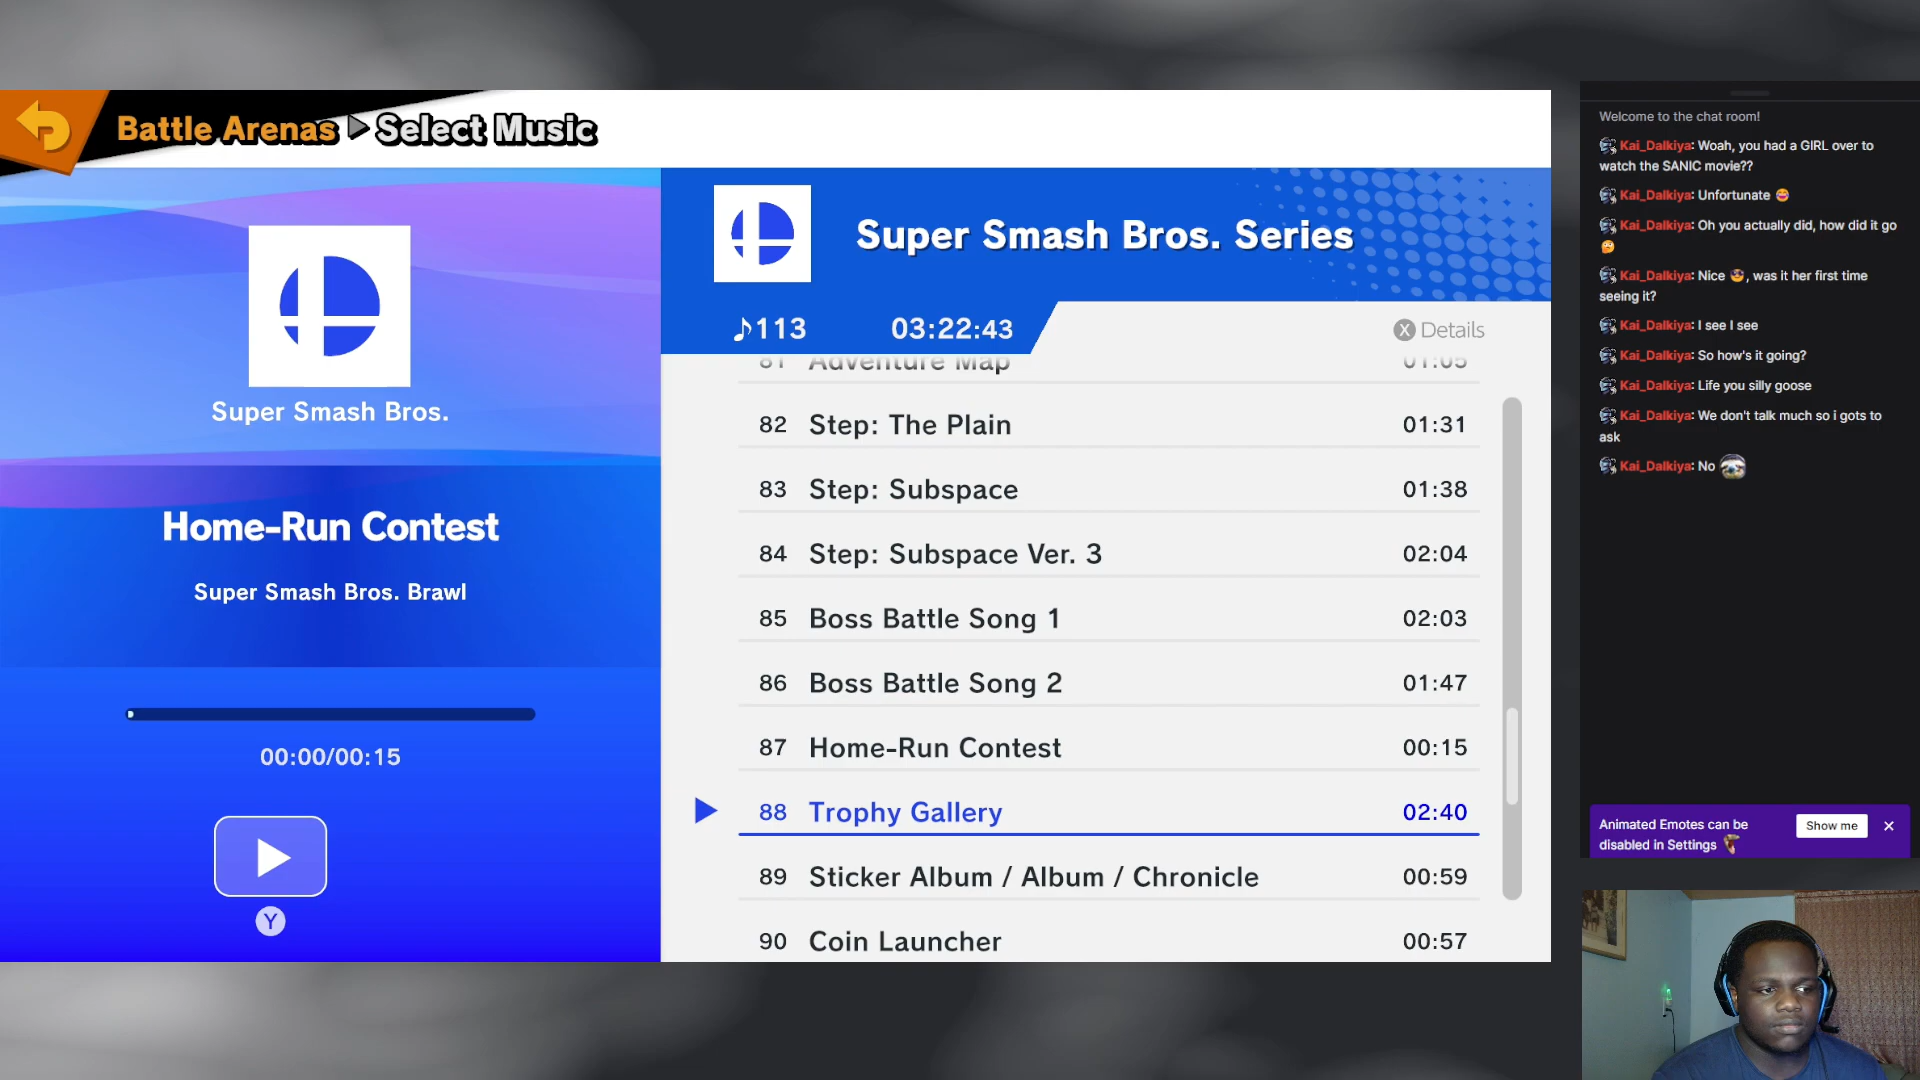 Battle Arenas ▶ Select Music
Super Smash Bros.
Home-Run Contest
Super Smash Bros. Brawl
00:00/00:15
Y
Super Smash Bros. Series
♪113 03:22:43
X Details
81 Adventure Map 01:05
82 Step: The Plain 01:31
83 Step: Subspace 01:38
84 Step: Subspace Ver. 3 02:04
85 Boss Battle Song 1 02:03
86 Boss Battle Song 2 01:47
87 Home-Run Contest 00:15
88 Trophy Gallery 02:40
89 Sticker Album / Album / Chronicle 00:59
90 Coin Launcher 00:57
Welcome to the chat room!
Kai_Dalkiya: Woah, you had a GIRL over to
watch the SANIC movie??
Kai_Dalkiya: Unfortunate
Kai_Dalkiya: Oh you actually did, how did it go
Kai_Dalkiya: Nice , was it her first time
seeing it?
Kai_Dalkiya: I see I see
Kai_Dalkiya: So how's it going?
Kai_Dalkiya: Life you silly goose
Kai_Dalkiya: We don't talk much so i gots to
ask
Kai_Dalkiya: No
Animated Emotes can be
disabled in Settings
Show me